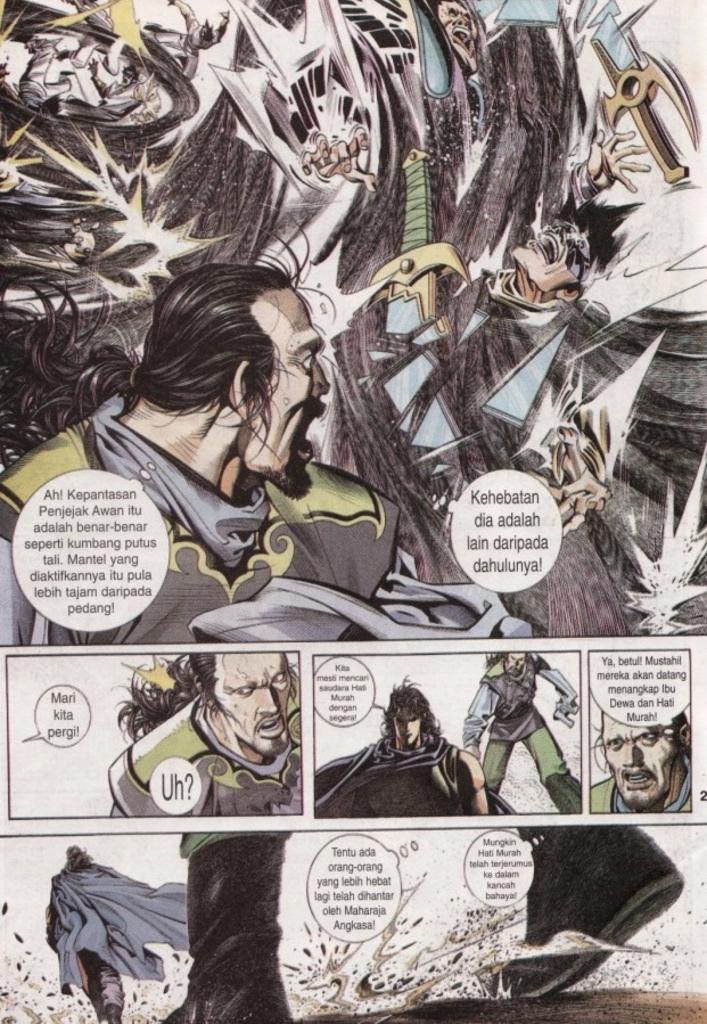 Ah! Kepantasan
Penjejak Awan itu
adalah benar-benar
seperti kumbang putus
tali. Mantel yang
diaktifkannya itu pula
lebih tajam daripada
pedang!
Kehebatan
dia adalah
lain daripada
dahulunya!
Mari
kita
pergi!
Uh?
Kita
mesti mencari
saudara Hati
Murah
dengan
segera!
Ya, betul! Mustahil
mereka akan datang
menangkap Ibu
Dewa dan Hati
Murah!
2
Tentu ada
orang-orang
yang lebih hebat
lagi telah dihantar
oleh Maharaja
Angkasa!
Mungkin
Hati Murah
telah terjerumus
ke dalam
kancah
bahaya!